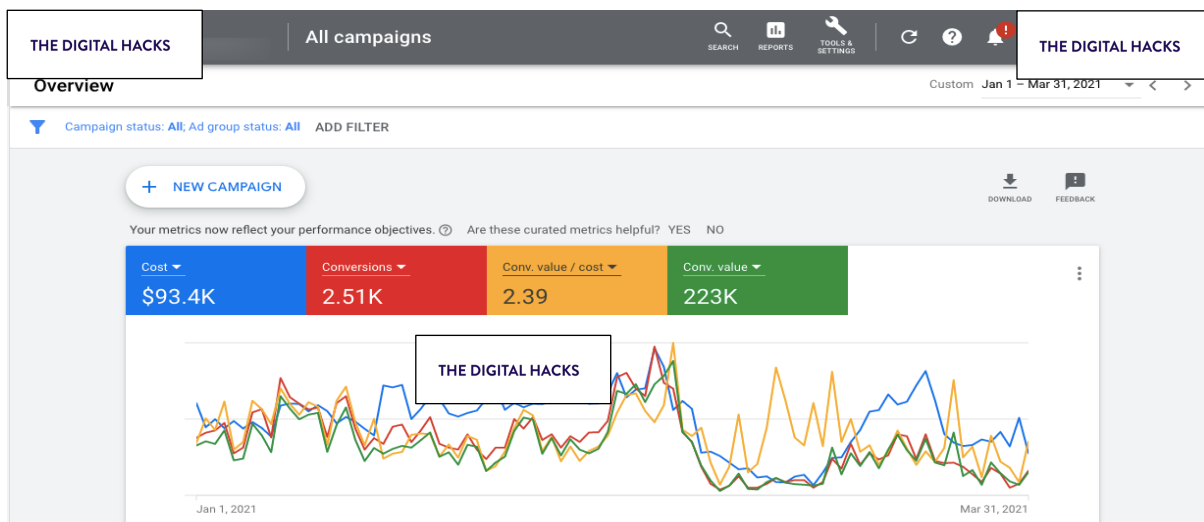 THE DIGITAL HACKS
All campaigns
SEARCH
REPORTS
TOOLS &
SETTINGS
THE DIGITAL HACKS
Overview
Custom Jan 1 – Mar 31, 2021
Campaign status: All; Ad group status: All ADD FILTER
+ NEW CAMPAIGN
DOWNLOAD
FEEDBACK
Your metrics now reflect your performance objectives. Are these curated metrics helpful? YES NO
Cost
$93.4K
Conversions
2.51K
Conv. value / cost
2.39
Conv. value
223K
THE DIGITAL HACKS
Jan 1, 2021
Mar 31, 2021